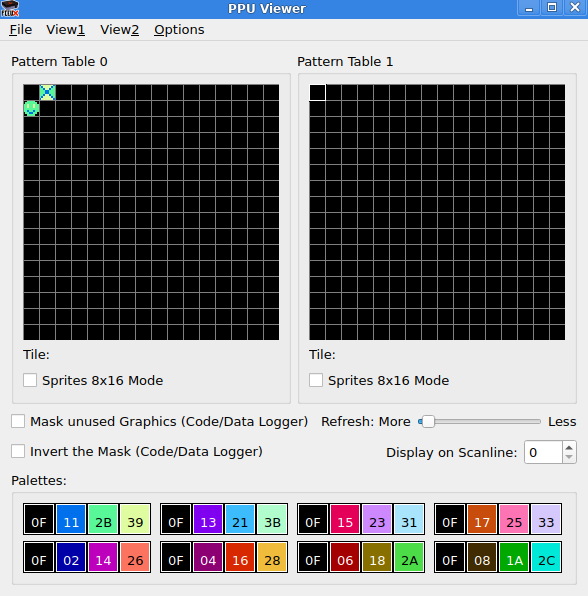 PPU Viewer
File View1 View2 Options
Pattern Table 0 Pattern Table 1
Tile: Tile:
Sprites 8x16 Mode Sprites 8x16 Mode
Mask unused Graphics (Code/Data Logger) Refresh: More Less
Invert the Mask (Code/Data Logger) Display on Scanline: 0
Palettes:
0F 11 2B 39 0F 13 21 3B 0F 15 23 31 0F 17 25 33
0F 02 14 26 0F 04 16 28 0F 06 18 2A 0F 08 1A 2C